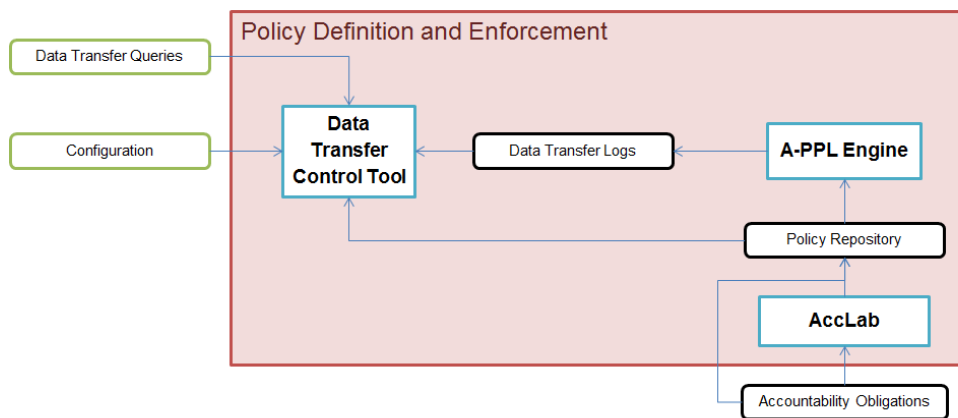 Policy Definition and Enforcement
Data Transfer Queries
Data
Transfer
Control Tool
Configuration
Data Transfer Logs
A-PPL Engine
Policy Repository
AccLab
Accountability Obligations